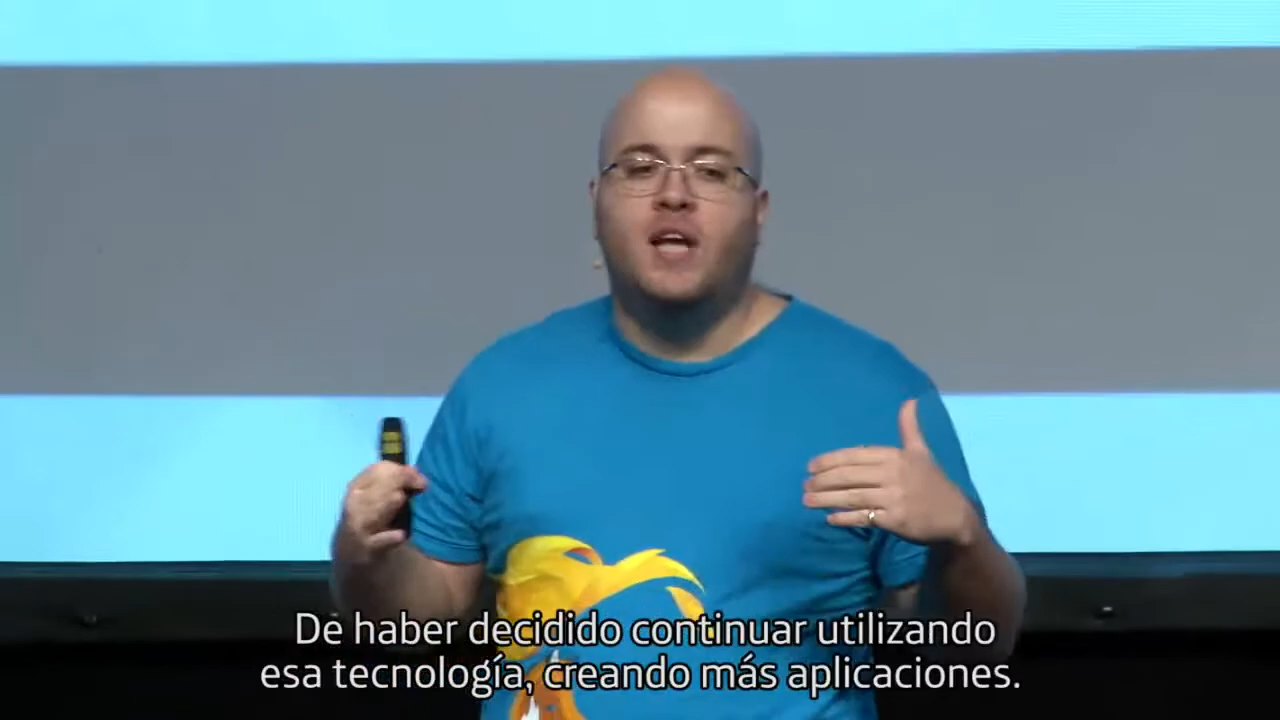 De haber decidido continuar utilizando
esa tecnología, creando más aplicaciones.